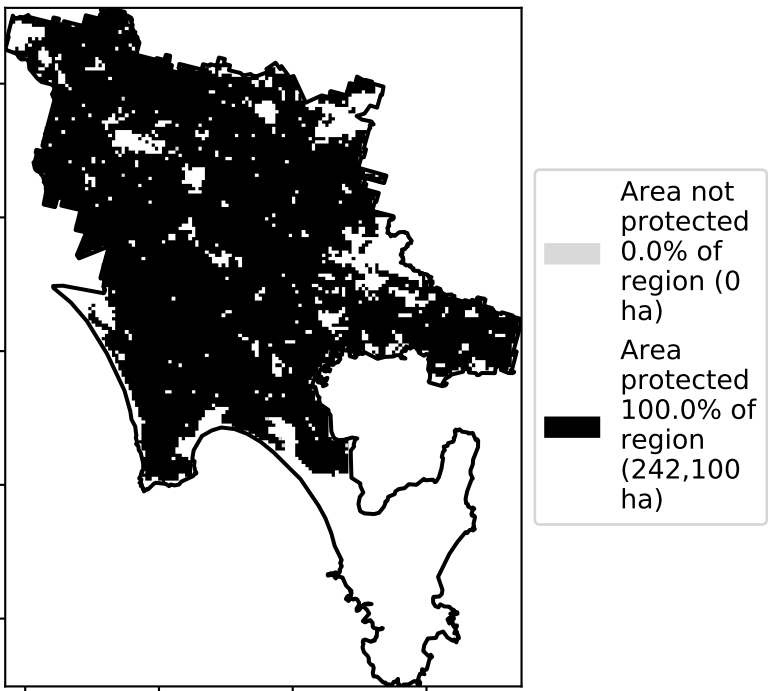 Area not
protected
0.0% of
region (0
ha)
Area
protected
100.0% of
region
(242,100
ha)